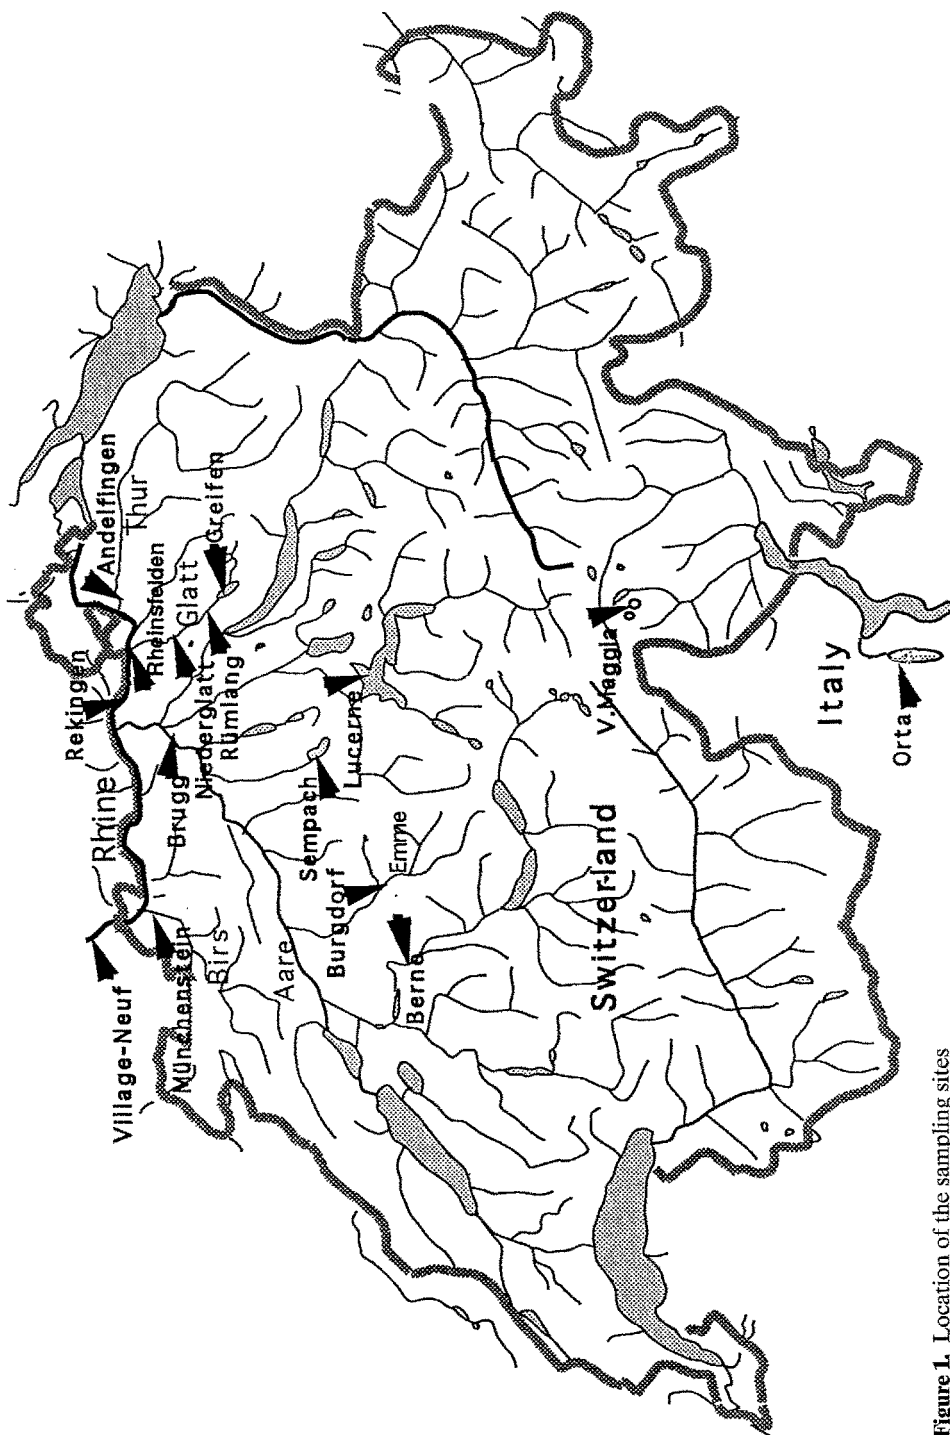 Village-Neuf
Münchenstein
Birs
Rhine
Rekingen
Brugg
Niederglatt
Rümlang
Rheinsfelden
Andelfingen
Thur
Glatt
Greifen
Aare
Sempach
Lucerne
Burgdorf
Emme
Berne
Switzerland
V.Maggia
Italy
Orta
Figure 1. Location of the sampling sites